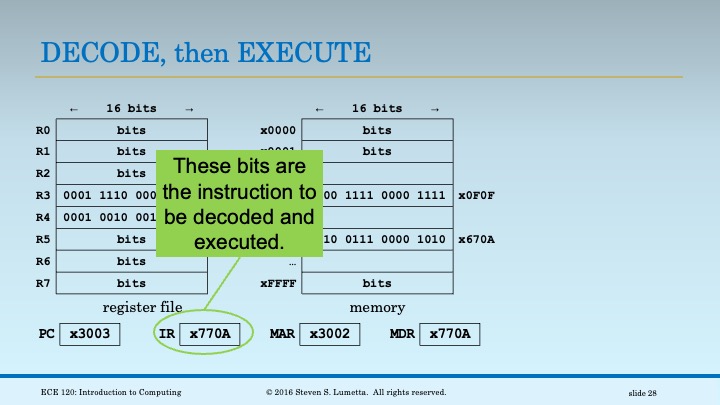 DECODE, then EXECUTE
← 16 bits → ← 16 bits →
R0 bits x0000 bits
R1 bits bits
R2 bits
R3 0001 1110 000 00 1111 0000 1111 x0F0F
R4 0001 0010 001
R5 bits 10 0111 0000 1010 x670A
R6 bits …
R7 bits xFFFF bits
These bits are
the instruction to
be decoded and
executed.
register file memory
PC x3003 IR x770A MAR x3002 MDR x770A
ECE 120: Introduction to Computing © 2016 Steven S. Lumetta. All rights reserved. slide 28